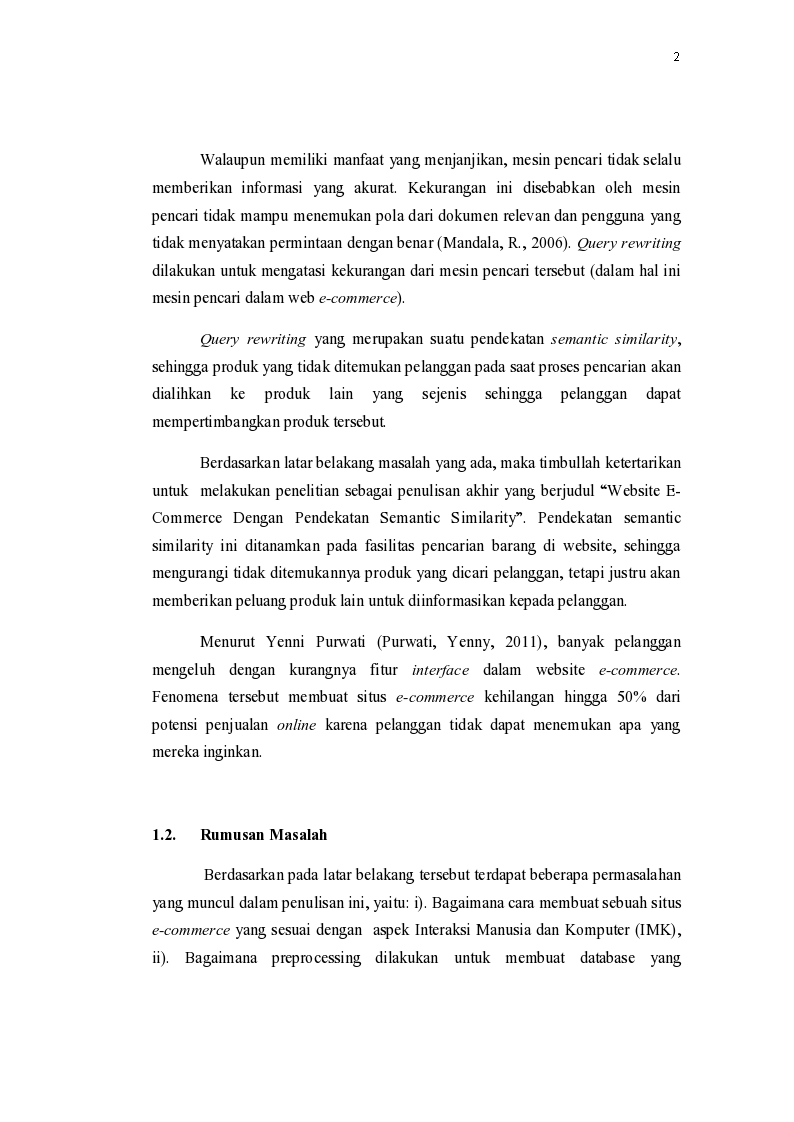 2
Walaupun memiliki manfaat yang menjanjikan, mesin pencari tidak selalu
memberikan informasi yang akurat. Kekurangan ini disebabkan oleh mesin
pencari tidak mampu menemukan pola dari dokumen relevan dan pengguna yang
tidak menyatakan permintaan dengan benar (Mandala, R., 2006). Query rewriting
dilakukan untuk mengatasi kekurangan dari mesin pencari tersebut (dalam hal ini
mesin pencari dalam web e-commerce).
Query rewriting yang merupakan suatu pendekatan semantic similarity,
sehingga produk yang tidak ditemukan pelanggan pada saat proses pencarian akan
dialihkan ke produk lain yang sejenis sehingga pelanggan dapat
mempertimbangkan produk tersebut.
Berdasarkan latar belakang masalah yang ada, maka timbullah ketertarikan
untuk melakukan penelitian sebagai penulisan akhir yang berjudul “Website E-
Commerce Dengan Pendekatan Semantic Similarity”. Pendekatan semantic
similarity ini ditanamkan pada fasilitas pencarian barang di website, sehingga
mengurangi tidak ditemukannya produk yang dicari pelanggan, tetapi justru akan
memberikan peluang produk lain untuk diinformasikan kepada pelanggan.
Menurut Yenni Purwati (Purwati, Yenny, 2011), banyak pelanggan
mengeluh dengan kurangnya fitur interface dalam website e-commerce.
Fenomena tersebut membuat situs e-commerce kehilangan hingga 50% dari
potensi penjualan online karena pelanggan tidak dapat menemukan apa yang
mereka inginkan.
1.2. Rumusan Masalah
Berdasarkan pada latar belakang tersebut terdapat beberapa permasalahan
yang muncul dalam penulisan ini, yaitu: i). Bagaimana cara membuat sebuah situs
e-commerce yang sesuai dengan aspek Interaksi Manusia dan Komputer (IMK),
ii). Bagaimana preprocessing dilakukan untuk membuat database yang